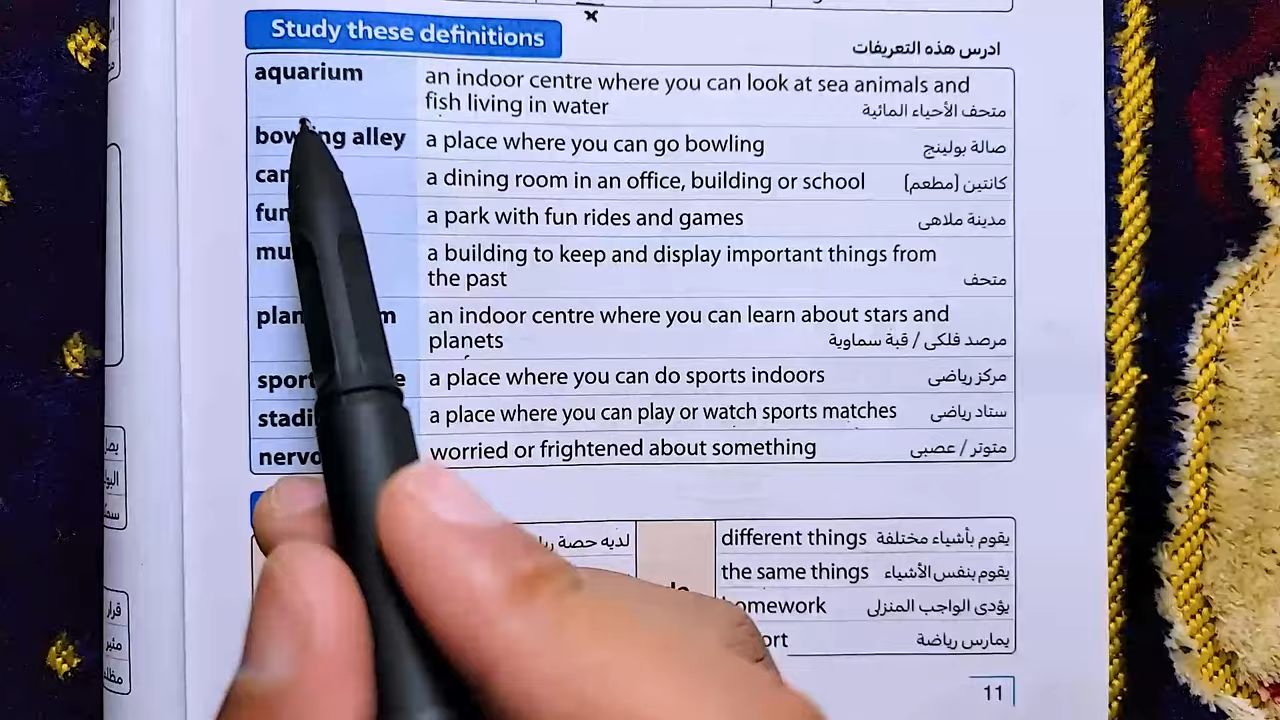 Study these definitions
ادرس هذه التعريفات
aquarium an indoor centre where you can look at sea animals and
fish living in water متحف الأحياء المائية
bowling alley a place where you can go bowling صالة بولينج
a dining room in an office, building or school كانتين (مطعم)
a park with fun rides and games مدينة ملاهى
a building to keep and display important things from
the past متحف
an indoor centre where you can learn about stars and
planets مرصد فلكى / قبة سماوية
a place where you can do sports indoors مركز رياضى
a place where you can play or watch sports matches ستاد رياضى
worried or frightened about something متوتر / عصبى
لديه حصة different things يقوم بأشياء مختلفة
the same things يقوم بنفس الأشياء
homework يؤدى الواجب المنزلى
يمارس رياضة
11